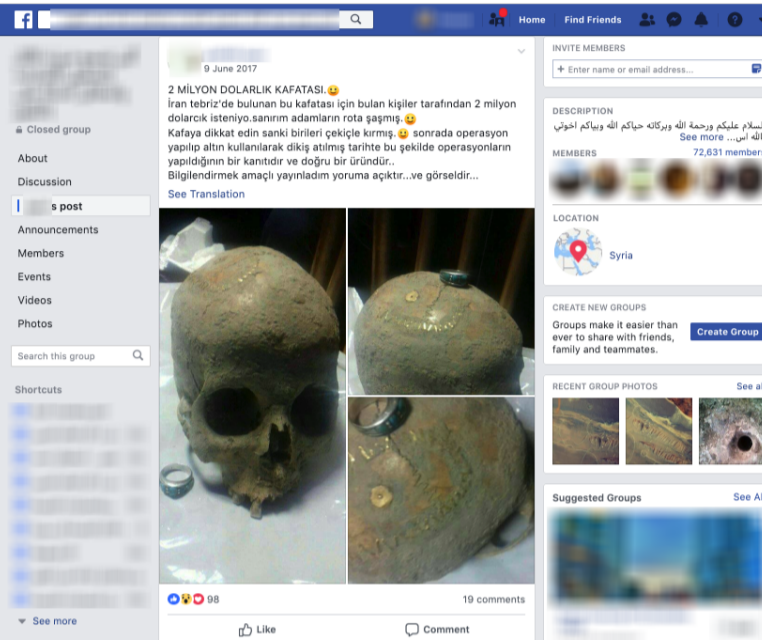 Home
Find Friends
Closed group
About
Discussion
s post
Announcements
Members
Events
Videos
Photos
Search this group
Shortcuts
See more
9 June 2017
2 MİLYON DOLARLIK KAFATASI.😀
İran tebriz'de bulunan bu kafatası için bulan kişiler tarafından 2 milyon
dolarcık isteniyo.sanırım adamların rota şaşmış.😀
Kafaya dikkat edin sanki birileri çekiçle kırmış.😀 sonrada operasyon
yapılıp altın kullanılarak dikiş atılmış tarihte bu şekilde operasyonların
yapıldığının bir kanıtıdır ve doğru bir üründür..
Bilgilendirmek amaçlı yayınladım yoruma açıktır...ve görseldir...
See Translation
98
19 comments
Like
Comment
INVITE MEMBERS
+ Enter name or email address...
DESCRIPTION
السلام عليكم ورحمة الله وبركاته حياكم الله وبياكم اخوتي
الله اس... See more
MEMBERS
72,631 members
LOCATION
Syria
CREATE NEW GROUPS
Groups make it easier than
ever to share with friends,
family and teammates.
Create Group
RECENT GROUP PHOTOS
See all
Suggested Groups
See All